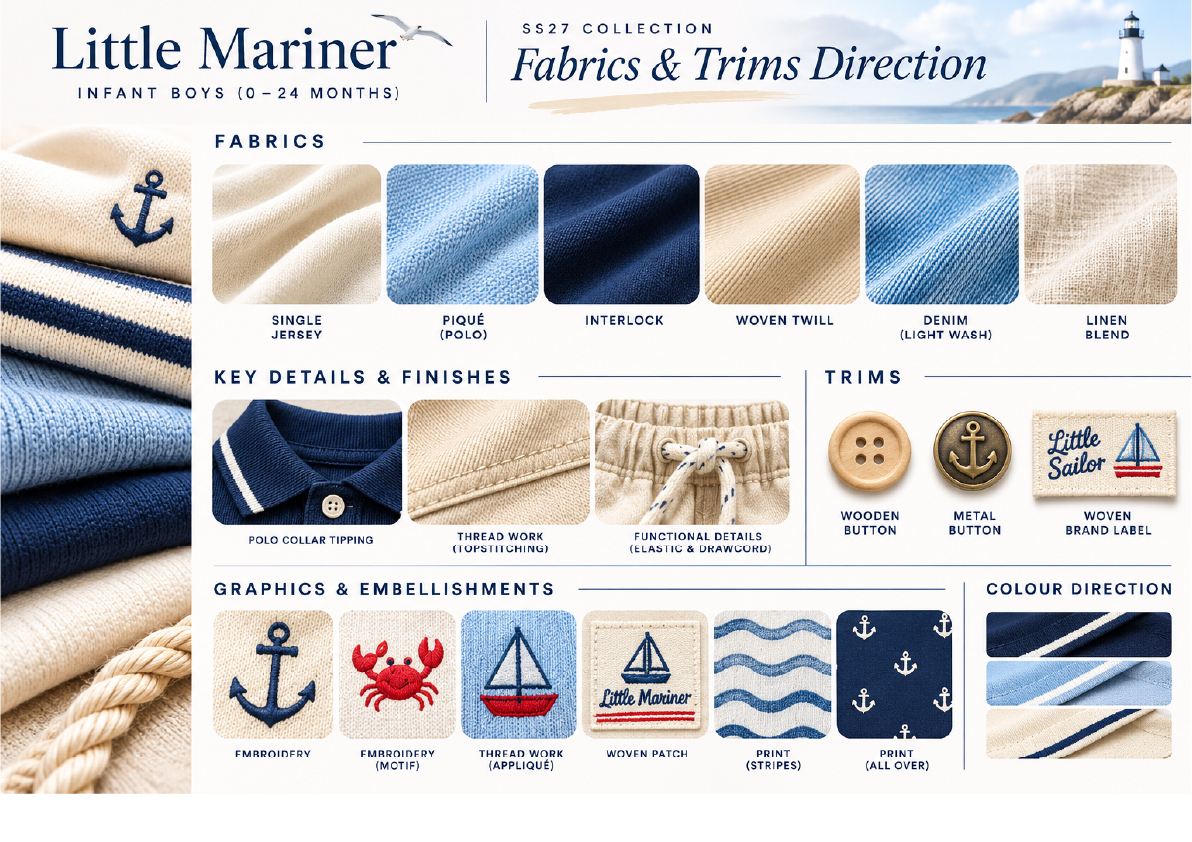 Little Mariner
INFANT BOYS (0–24 MONTHS)
SS27 COLLECTION
Fabrics & Trims Direction
FABRICS
SINGLE
JERSEY
PIQUÉ
(POLO)
INTERLOCK
WOVEN TWILL
DENIM
(LIGHT WASH)
LINEN
BLEND
KEY DETAILS & FINISHES
POLO COLLAR TIPPING
THREAD WORK
(TOPSTITCHING)
FUNCTIONAL DETAILS
(ELASTIC & DRAWCORD)
TRIMS
Little
Sailor
WOODEN
BUTTON
METAL
BUTTON
WOVEN
BRAND LABEL
GRAPHICS & EMBELLISHMENTS
Little Mariner
EMBROIDERY
EMBROIDERY
(MOTIF)
THREAD WORK
(APPLIQUÉ)
WOVEN PATCH
PRINT
(STRIPES)
PRINT
(ALL OVER)
COLOUR DIRECTION